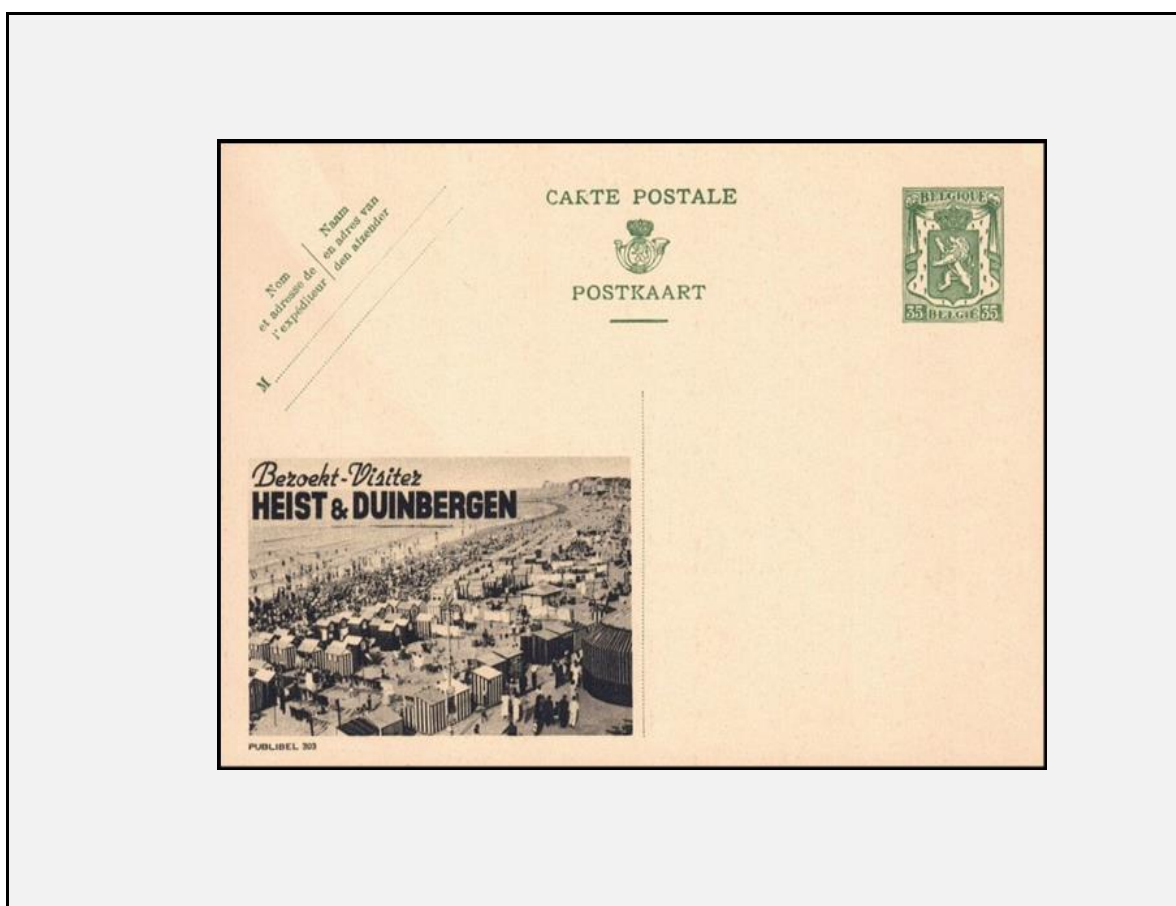 Nom
et adresse de
l'expéditeur
Naam
en adres van
den afzender
M
CARTE POSTALE
POSTKAART
BELGIQUE
35 BELGIË 35
Bezoekt-Visitez
HEIST & DUINBERGEN
PUBLIBEL 303